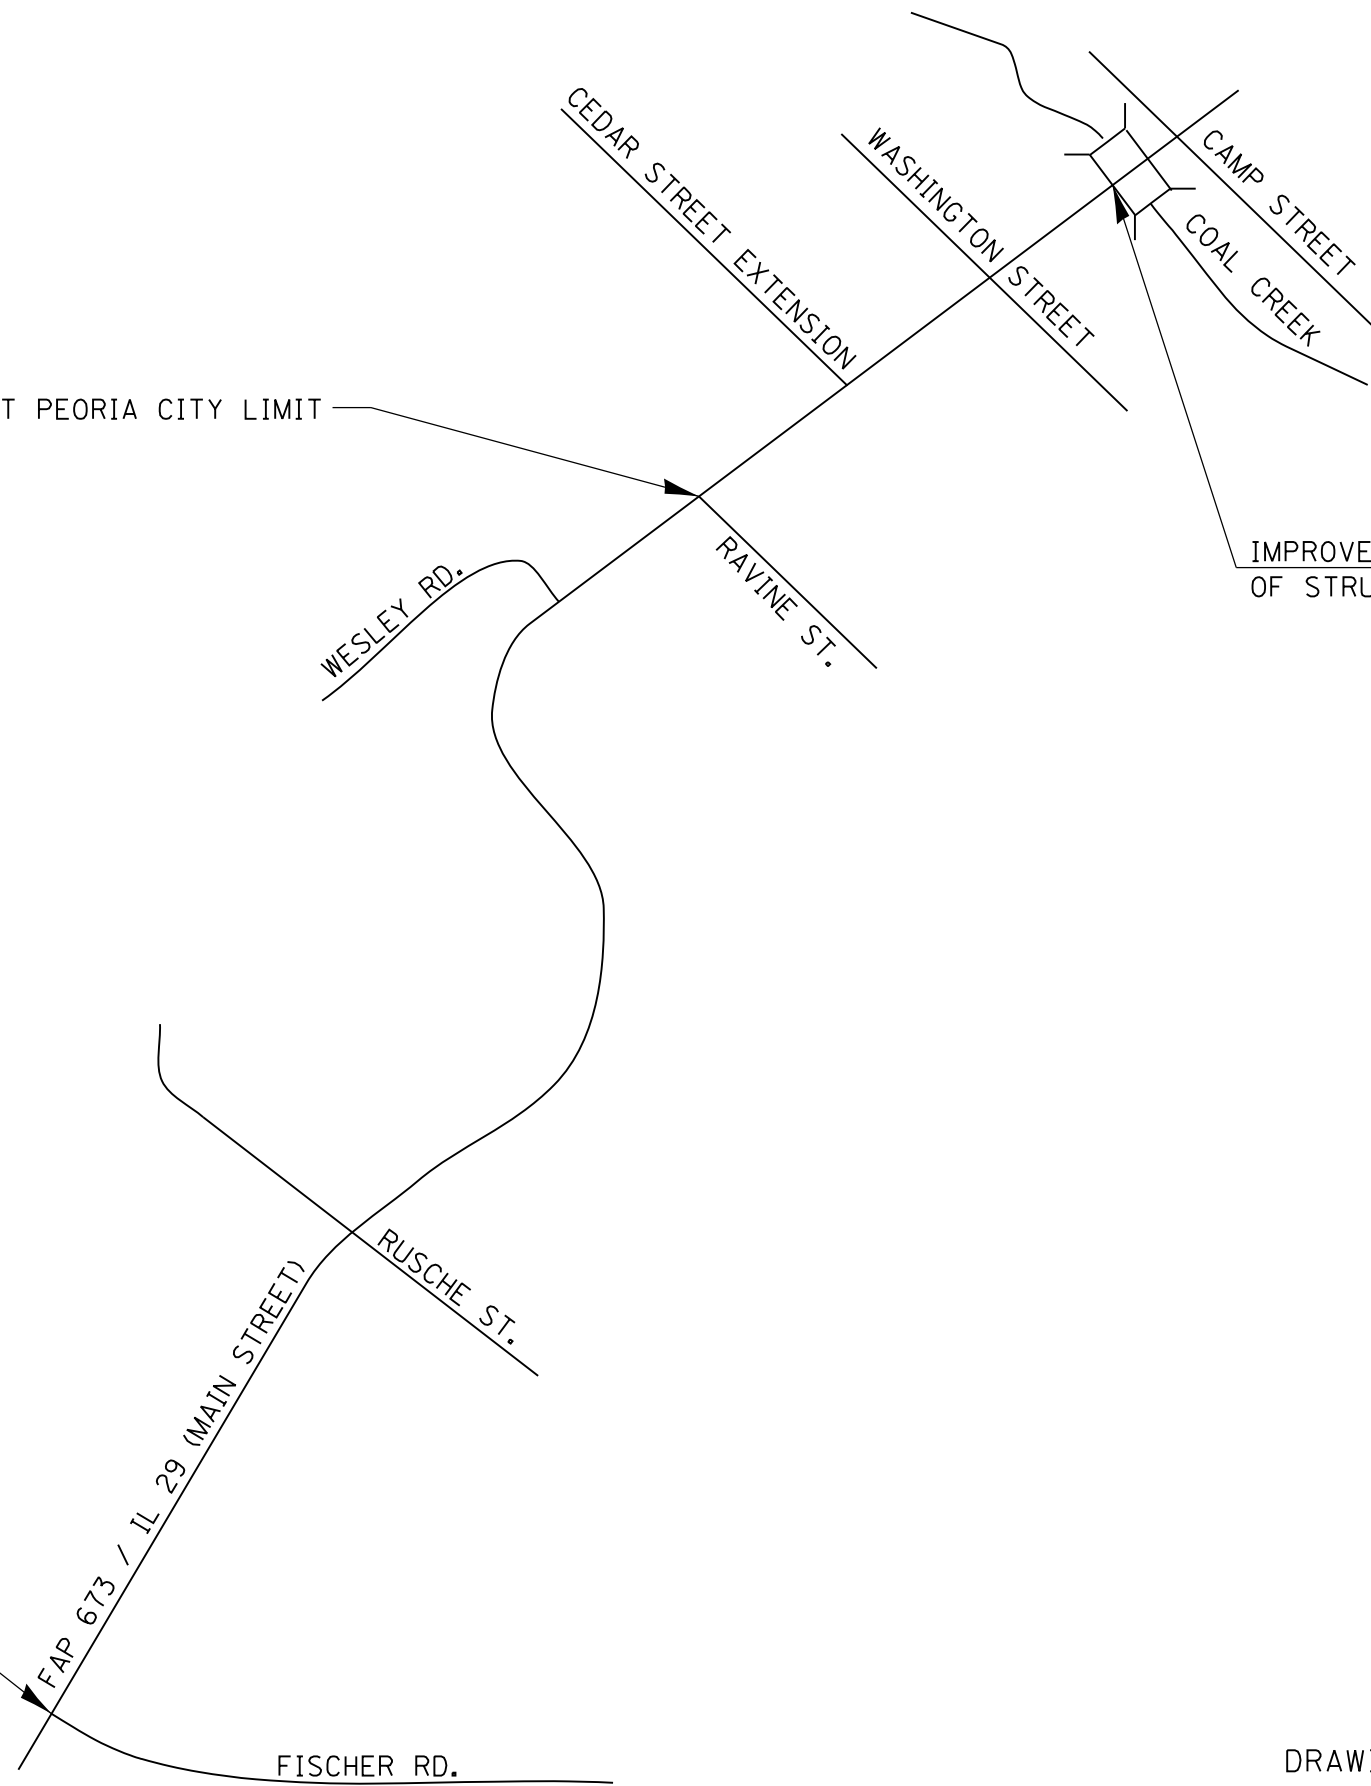 CEDAR STREET EXTENSION
WASHINGTON STREET
CAMP STREET
COAL CREEK
T PEORIA CITY LIMIT
IMPROVE
OF STRU
RAVINE ST.
WESLEY RD.
RUSCHE ST.
FAP 673 / IL 29 (MAIN STREET)
FISCHER RD.
DRAW